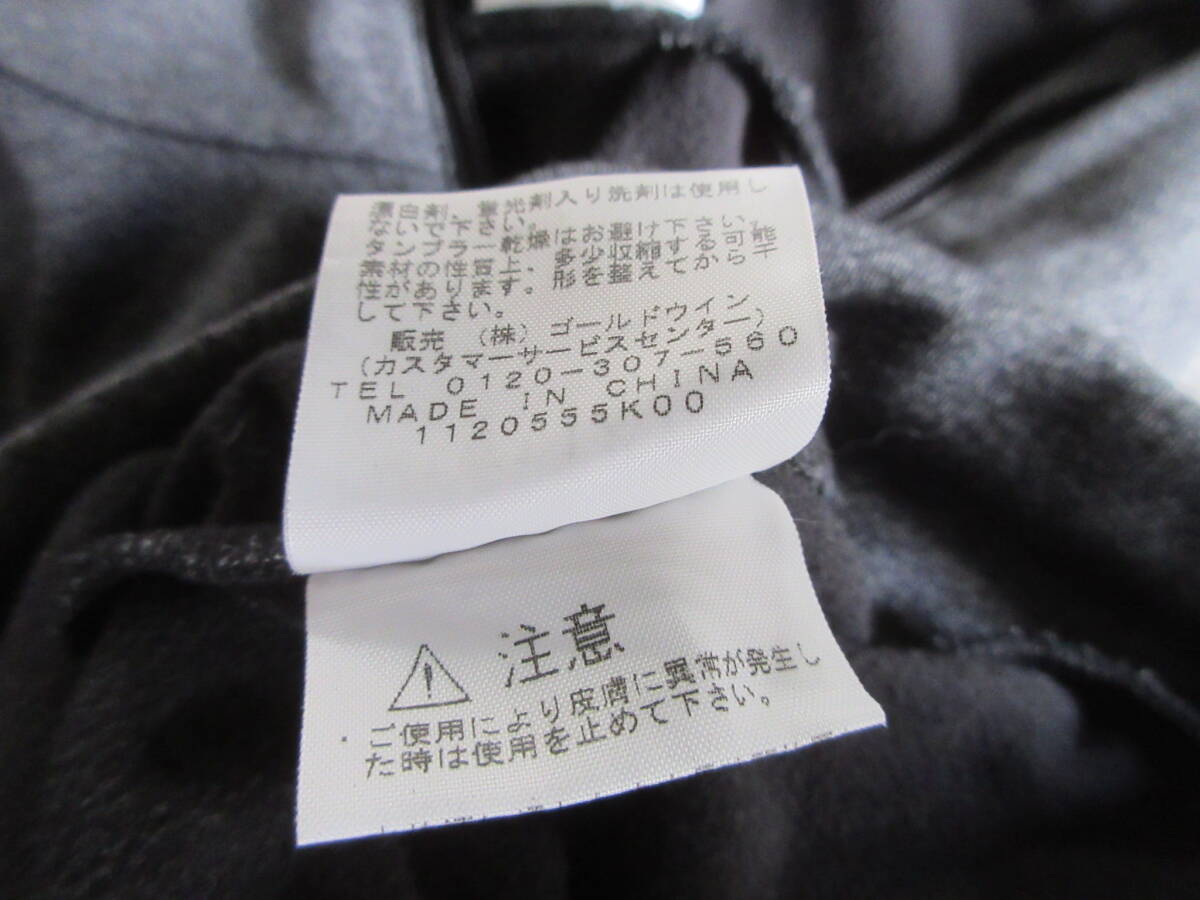 漂白剤、蛍光剤入り洗剤は使用し
ないで下さい。
タンブラー乾燥はお避け下さい。
素材の性質上、多少収縮する可能
性があります。形を整えてから干
して下さい。
販売 (株)ゴールドウイン
(カスタマーサービスセンター)
TEL 0120-307-560
MADE IN CHINA
1120555K00
注意
・ご使用により皮膚に異常が発生し
た時は使用を止めて下さい。